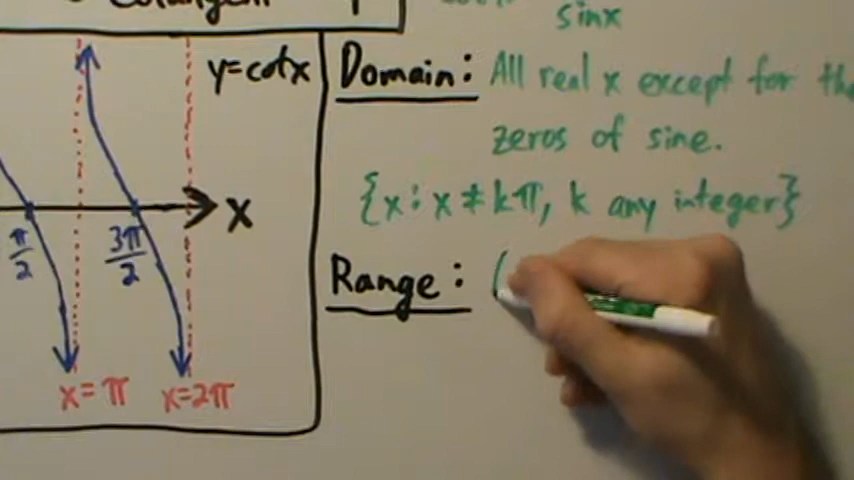 Cotangent
sinx
y=cotx
Domain: All real x except for the
zeros of sine.
{x : x ≠ kπ, k any integer}
X
π/2
3π/2
Range: (
x=π
x=2π